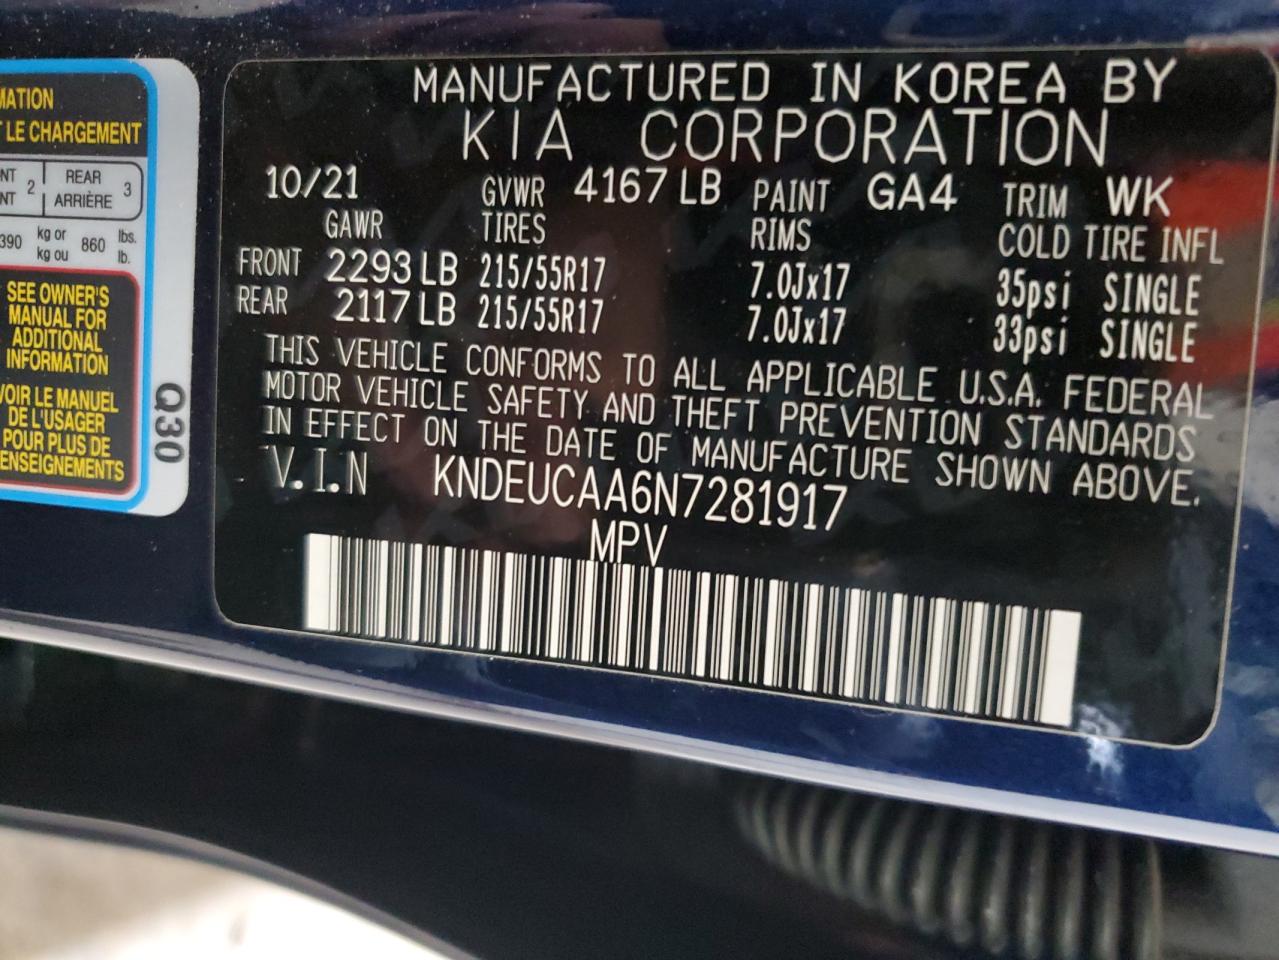 MANUFACTURED IN KOREA BY
KIA CORPORATION
10/21 GVWR 4167 LB PAINT GA4 TRIM WK
GAWR TIRES RIMS COLD TIRE INFL
FRONT 2293 LB 215/55R17 7.0Jx17 35psi SINGLE
REAR 2117 LB 215/55R17 7.0Jx17 33psi SINGLE
THIS VEHICLE CONFORMS TO ALL APPLICABLE U.S.A. FEDERAL
MOTOR VEHICLE SAFETY AND THEFT PREVENTION STANDARDS
IN EFFECT ON THE DATE OF MANUFACTURE SHOWN ABOVE.
V.I.N KNDEUCAA6N7281917
MPV
MATION
LE CHARGEMENT
NT 2 REAR 3
NT ARRIÈRE
390 kg or 860 lbs.
kg ou lb.
SEE OWNER'S
MANUAL FOR
ADDITIONAL
INFORMATION
VOIR LE MANUEL
DE L'USAGER
POUR PLUS DE
ENSEIGNEMENTS
Q30